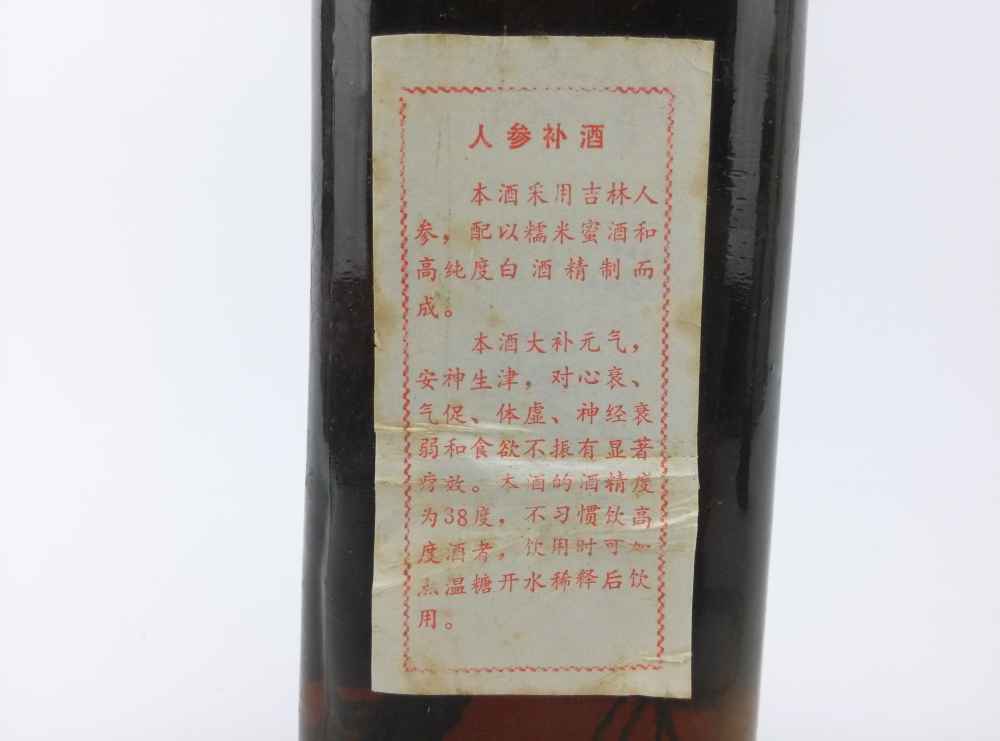 人参补酒
本酒采用吉林人
参，配以糯米蜜酒和
高纯度白酒精制而
成。
本酒大补元气，
安神生津，对心衰、
气促、体虚、神经衰
弱和食欲不振有显著
疗效。本酒的酒精度
为38度，不习惯饮高
度酒者，饮用时可加
点温糖开水稀释后饮
用。